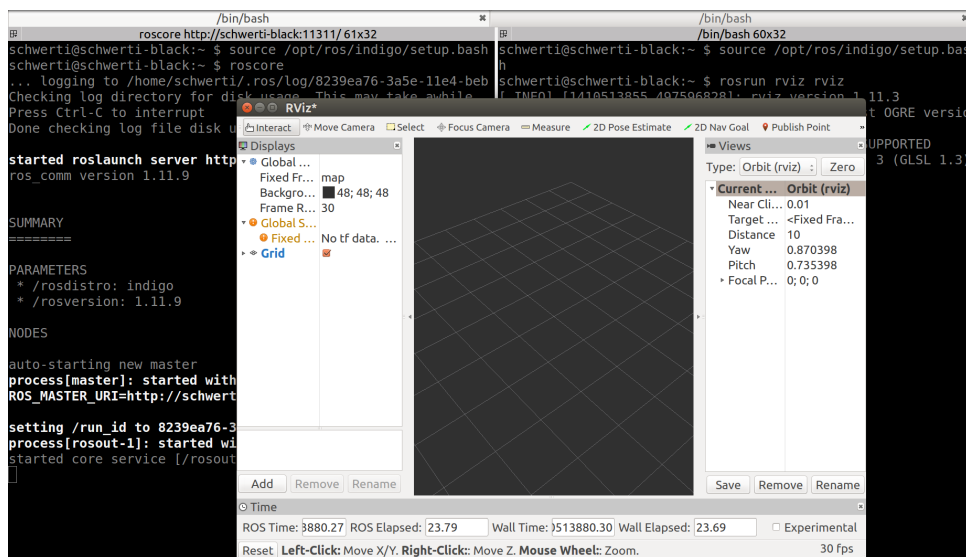 /bin/bash
roscore http://schwerti-black:11311/ 61x32
schwerti@schwerti-black:~ $ source /opt/ros/indigo/setup.bash
schwerti@schwerti-black:~ $ roscore
... logging to /home/schwerti/.ros/log/8239ea76-3a5e-11e4-beb
Checking log directory for disk usage. This may take awhile.
Press Ctrl-C to interrupt
Done checking log file disk u
started roslaunch server http
ros_comm version 1.11.9
SUMMARY
========
PARAMETERS
* /rosdistro: indigo
* /rosversion: 1.11.9
NODES
auto-starting new master
process[master]: started with
ROS_MASTER_URI=http://schwert
setting /run_id to 8239ea76-3
process[rosout-1]: started wi
started core service [/rosout
/bin/bash
/bin/bash 60x32
schwerti@schwerti-black:~ $ source /opt/ros/indigo/setup.bas
h
schwerti@schwerti-black:~ $ rosrun rviz rviz
[ INFO] [1410513855.497596828]: rviz version 1.11.3
t OGRE versio
UPPORTED
3 (GLSL 1.3)
RViz*
Interact Move Camera Select Focus Camera Measure 2D Pose Estimate 2D Nav Goal Publish Point »
Displays
Global ...
Fixed Fr... map
Backgro... 48; 48; 48
Frame R... 30
Global S...
Fixed ... No tf data. ...
Grid
Add Remove Rename
Views
Type: Orbit (rviz) Zero
Current ... Orbit (rviz)
Near Cli... 0.01
Target ... <Fixed Fra...
Distance 10
Yaw 0.870398
Pitch 0.735398
Focal P... 0; 0; 0
Save Remove Rename
Time
ROS Time: 3880.27 ROS Elapsed: 23.79 Wall Time: 0513880.30 Wall Elapsed: 23.69 Experimental
Reset Left-Click: Move X/Y. Right-Click:: Move Z. Mouse Wheel:: Zoom. 30 fps